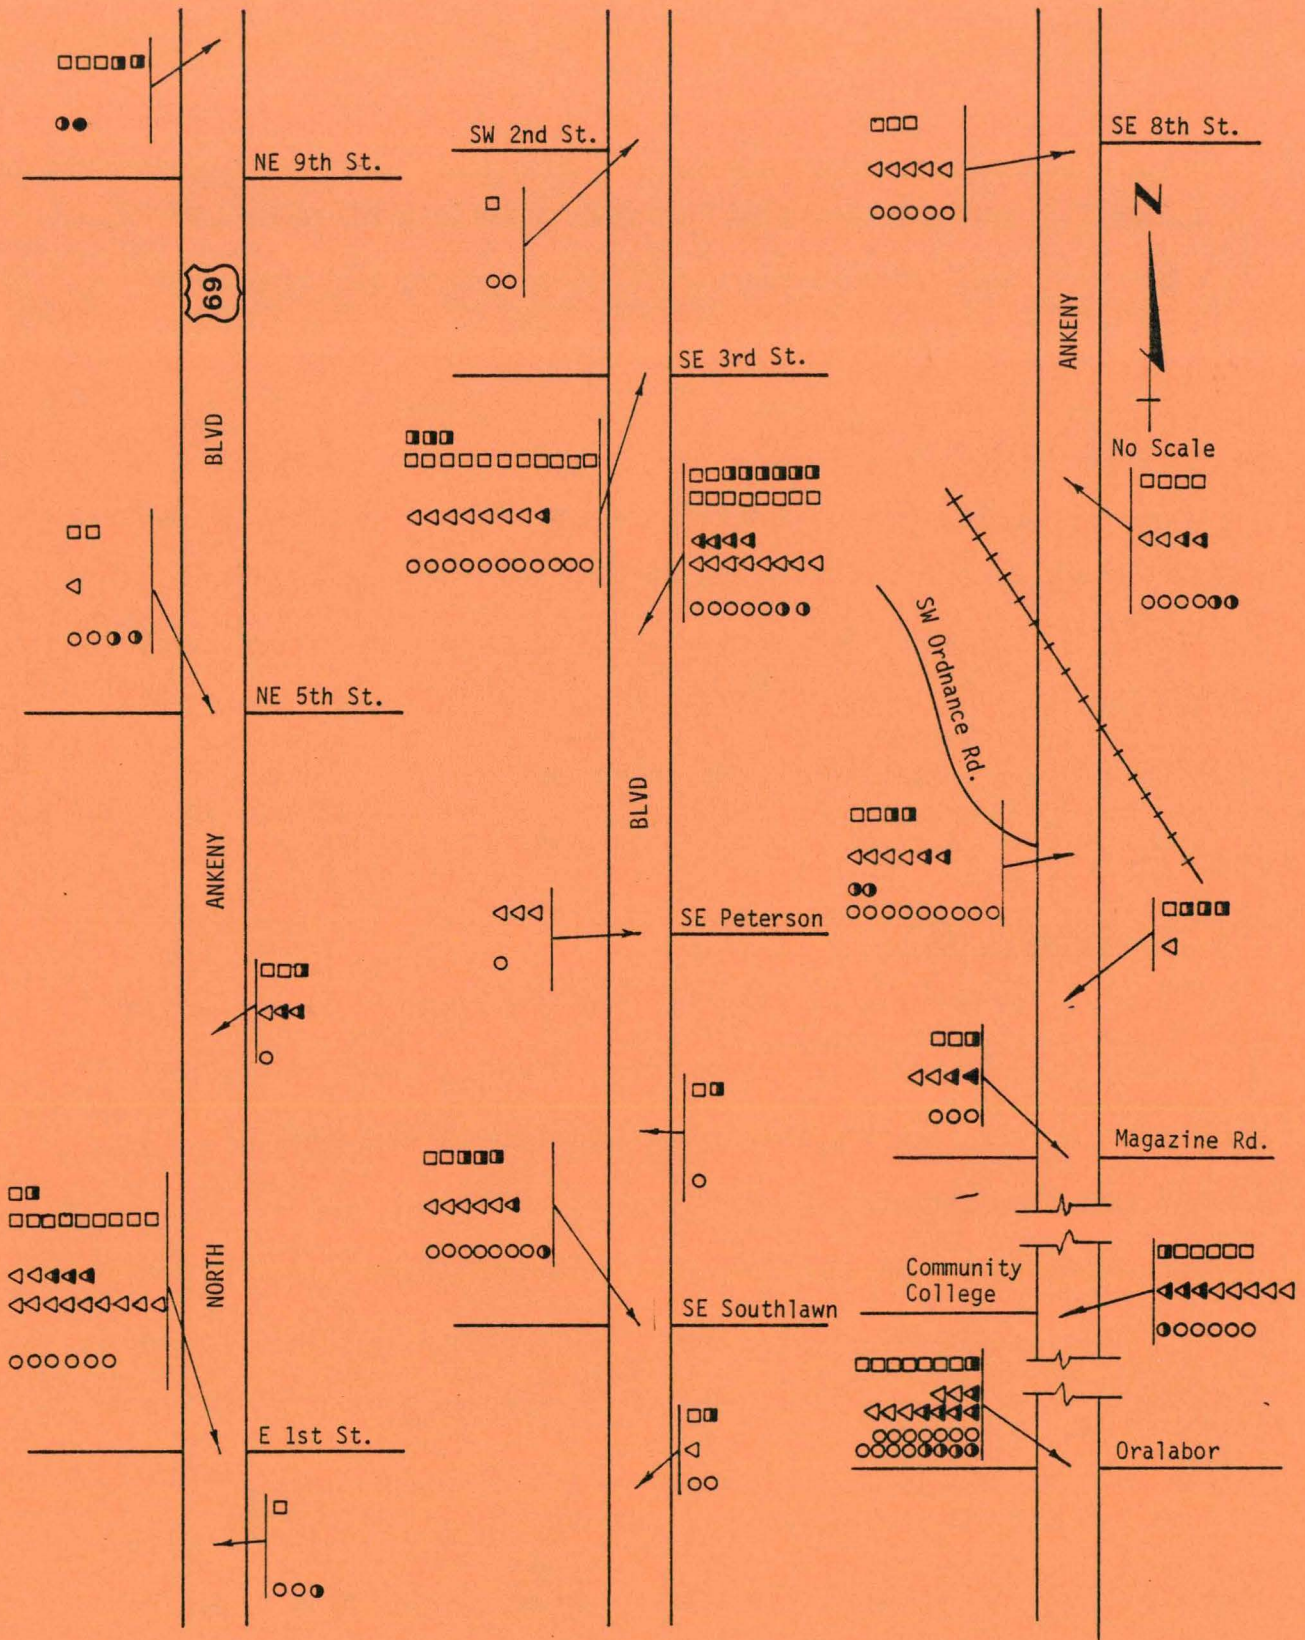 NE 9th St.
69
BLVD
NE 5th St.
ANKENY
NORTH
E 1st St.
SW 2nd St.
SE 3rd St.
BLVD
SE Peterson
SE Southlawn
SE 8th St.
N
ANKENY
No Scale
SW Ordnance Rd.
Magazine Rd.
Community
College
Oralabor